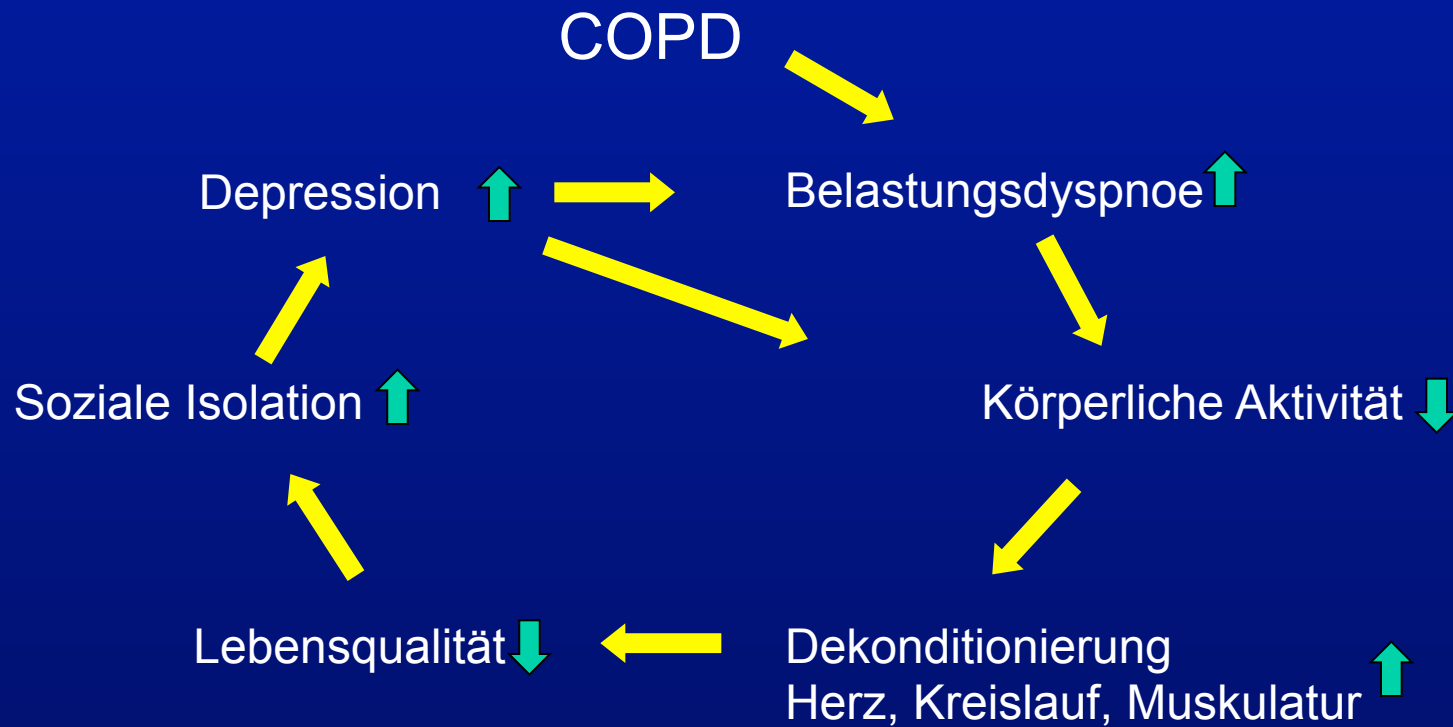 COPD
Depression
Belastungsdyspnoe
Soziale Isolation
Körperliche Aktivität
Lebensqualität
Dekonditionierung
Herz, Kreislauf, Muskulatur